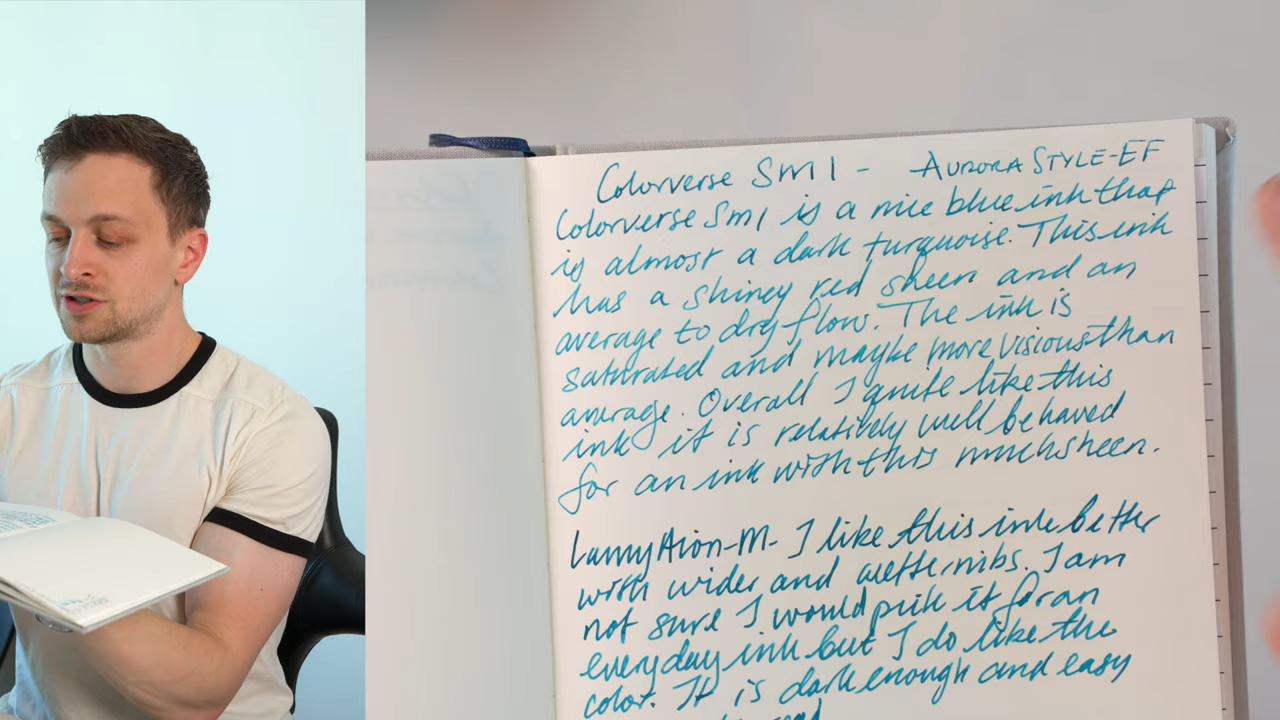 Colorverse Sm1 - AURORA STYLE-EF
Colorverse Sm1 is a nice blue ink that
is almost a dark turquoise. This ink
has a shiney red sheen and an
average to dry flow. The ink is
saturated and maybe more visious than
average. Overall I quite like this
ink it is relatively well behaved
for an ink with this much sheen.
Lamy Aion-M- I like this ink better
with wider and wetter nibs. I am
not sure I would pick it for an
everyday ink but I do like the
color. It is dark enough and easy
read